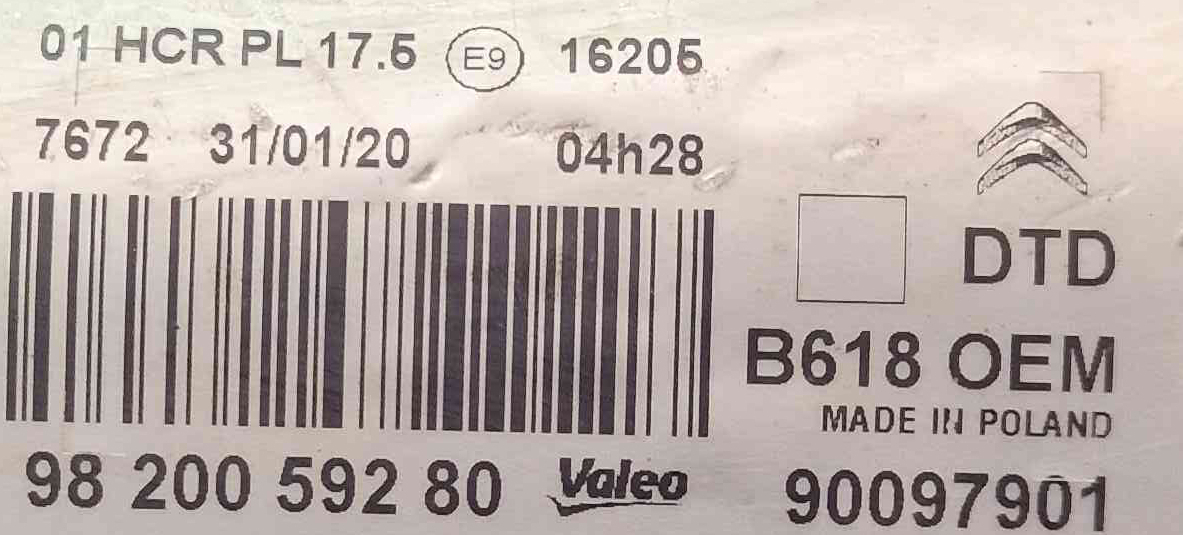 01 HCR PL 17.5 E9 16205
7672 31/01/20 04h28
DTD
B618 OEM
MADE IN POLAND
98 200 592 80 Valeo 90097901